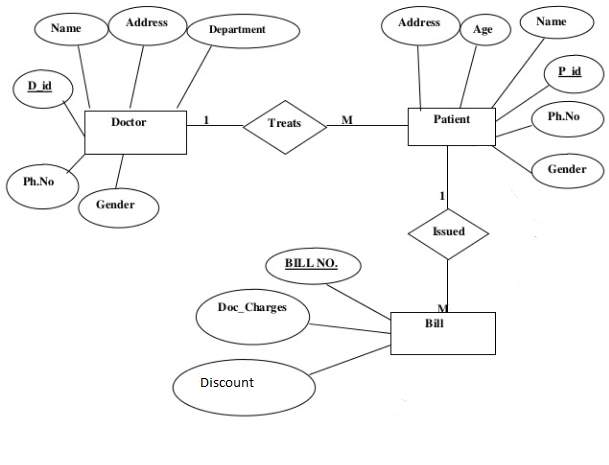 Name
Address
Department
Address
Age
Name
D_id
P_id
Doctor
1
Treats
M
Patient
Ph.No
Ph.No
Gender
Gender
1
Issued
BILL NO.
M
Doc_Charges
Bill
Discount